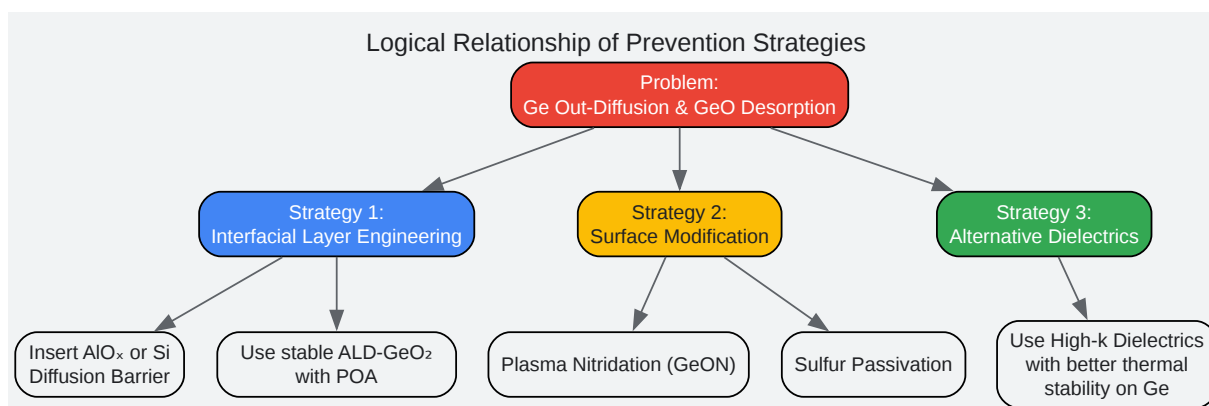 Logical Relationship of Prevention Strategies
Problem:
Ge Out-Diffusion & GeO Desorption
Strategy 1:
Interfacial Layer Engineering
Strategy 2:
Surface Modification
Strategy 3:
Alternative Dielectrics
Insert AlOₓ or Si
Diffusion Barrier
Use stable ALD-GeO₂
with POA
Plasma Nitridation (GeON)
Sulfur Passivation
Use High-k Dielectrics
with better thermal
stability on Ge